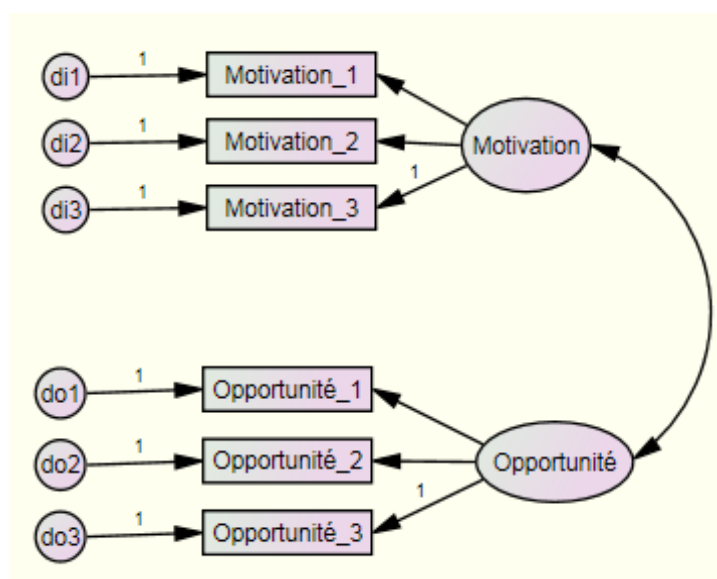 di1 1 Motivation_1
di2 1 Motivation_2 Motivation
di3 1 Motivation_3 1
do1 1 Opportunité_1
do2 1 Opportunité_2 Opportunité
do3 1 Opportunité_3 1